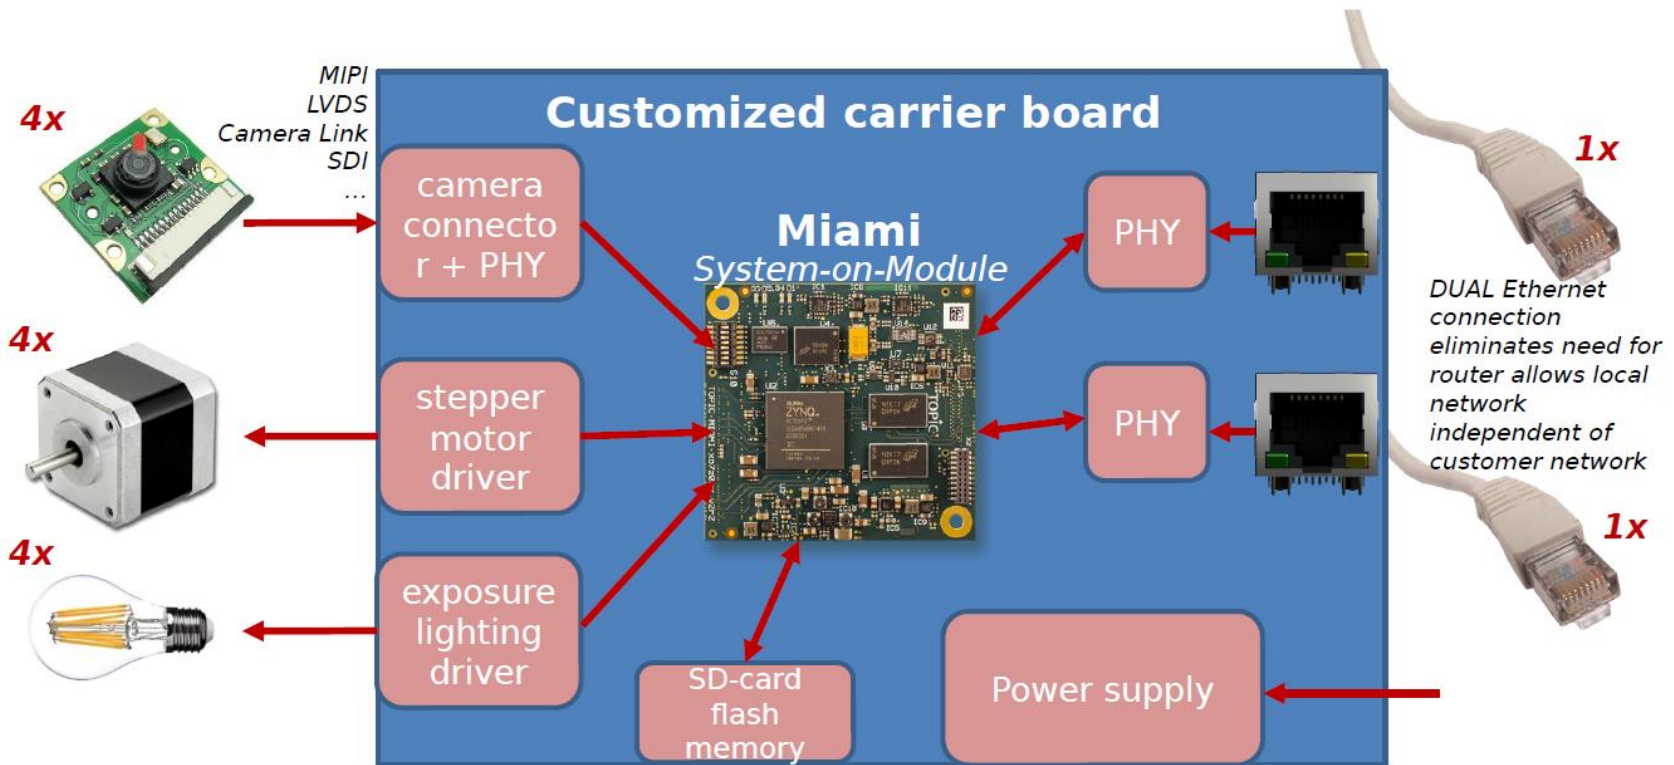 MIPI
LVDS
Camera Link
SDI
...
4x
4x
4x
Customized carrier board
camera
connecto
r + PHY
stepper
motor
driver
exposure
lighting
driver
Miami
System-on-Module
ZYNQ
TOPIC
SD-card
flash
memory
PHY
PHY
Power supply
1x
DUAL Ethernet
connection
eliminates need for
router allows local
network
independent of
customer network
1x